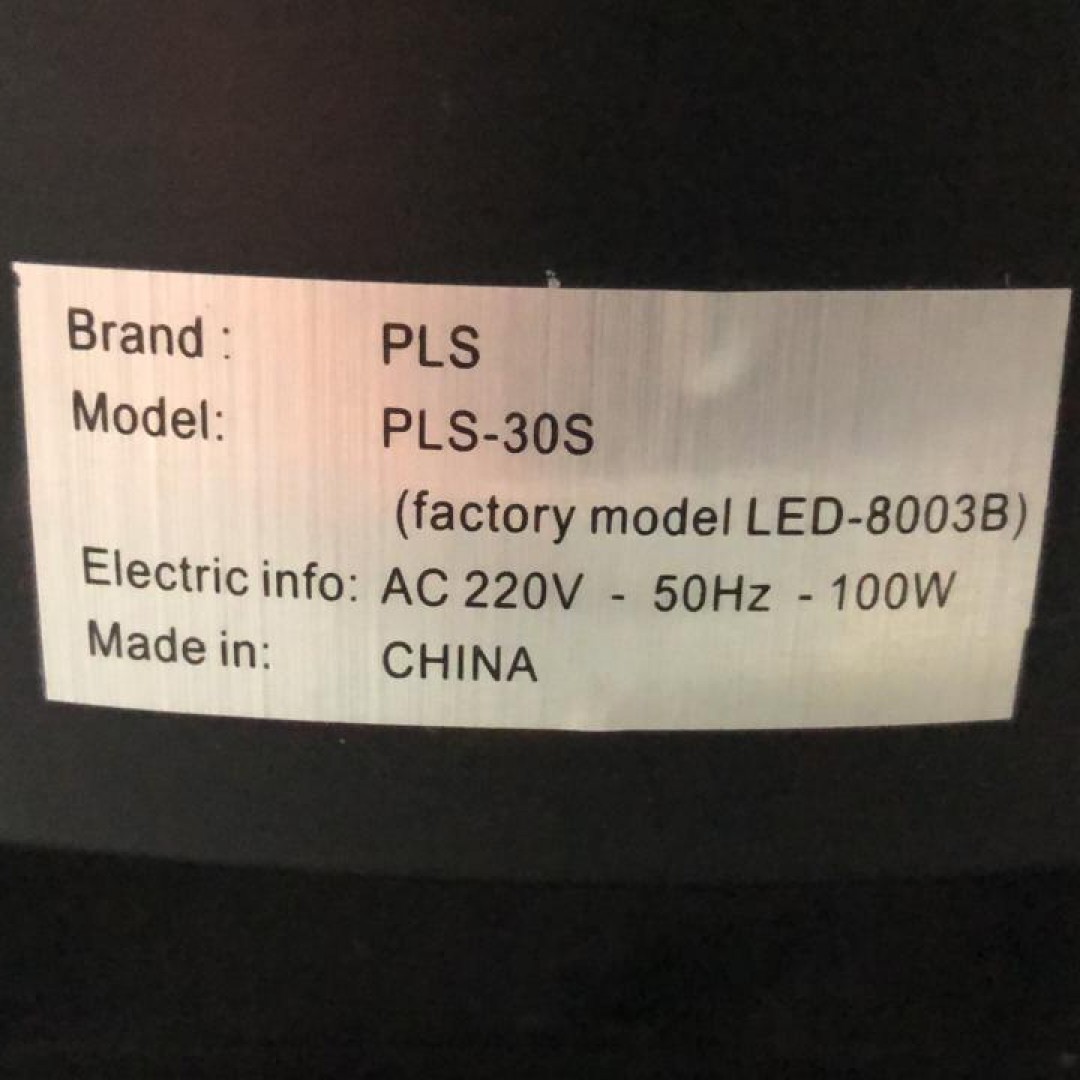 Brand : PLS
Model: PLS-30S
(factory model LED-8003B)
Electric info: AC 220V - 50Hz - 100W
Made in: CHINA